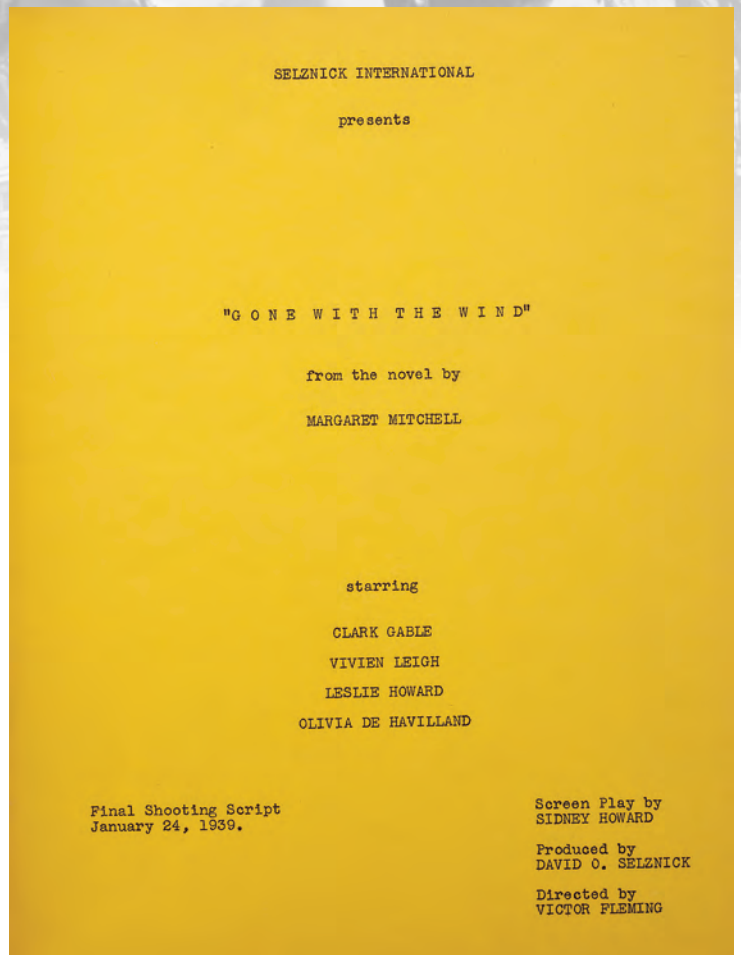 SELZNICK INTERNATIONAL
presents
"G O N E W I T H T H E W I N D"
from the novel by
MARGARET MITCHELL
starring
CLARK GABLE
VIVIEN LEIGH
LESLIE HOWARD
OLIVIA DE HAVILLAND
Final Shooting Script
January 24, 1939.
Screen Play by
SIDNEY HOWARD
Produced by
DAVID O. SELZNICK
Directed by
VICTOR FLEMING